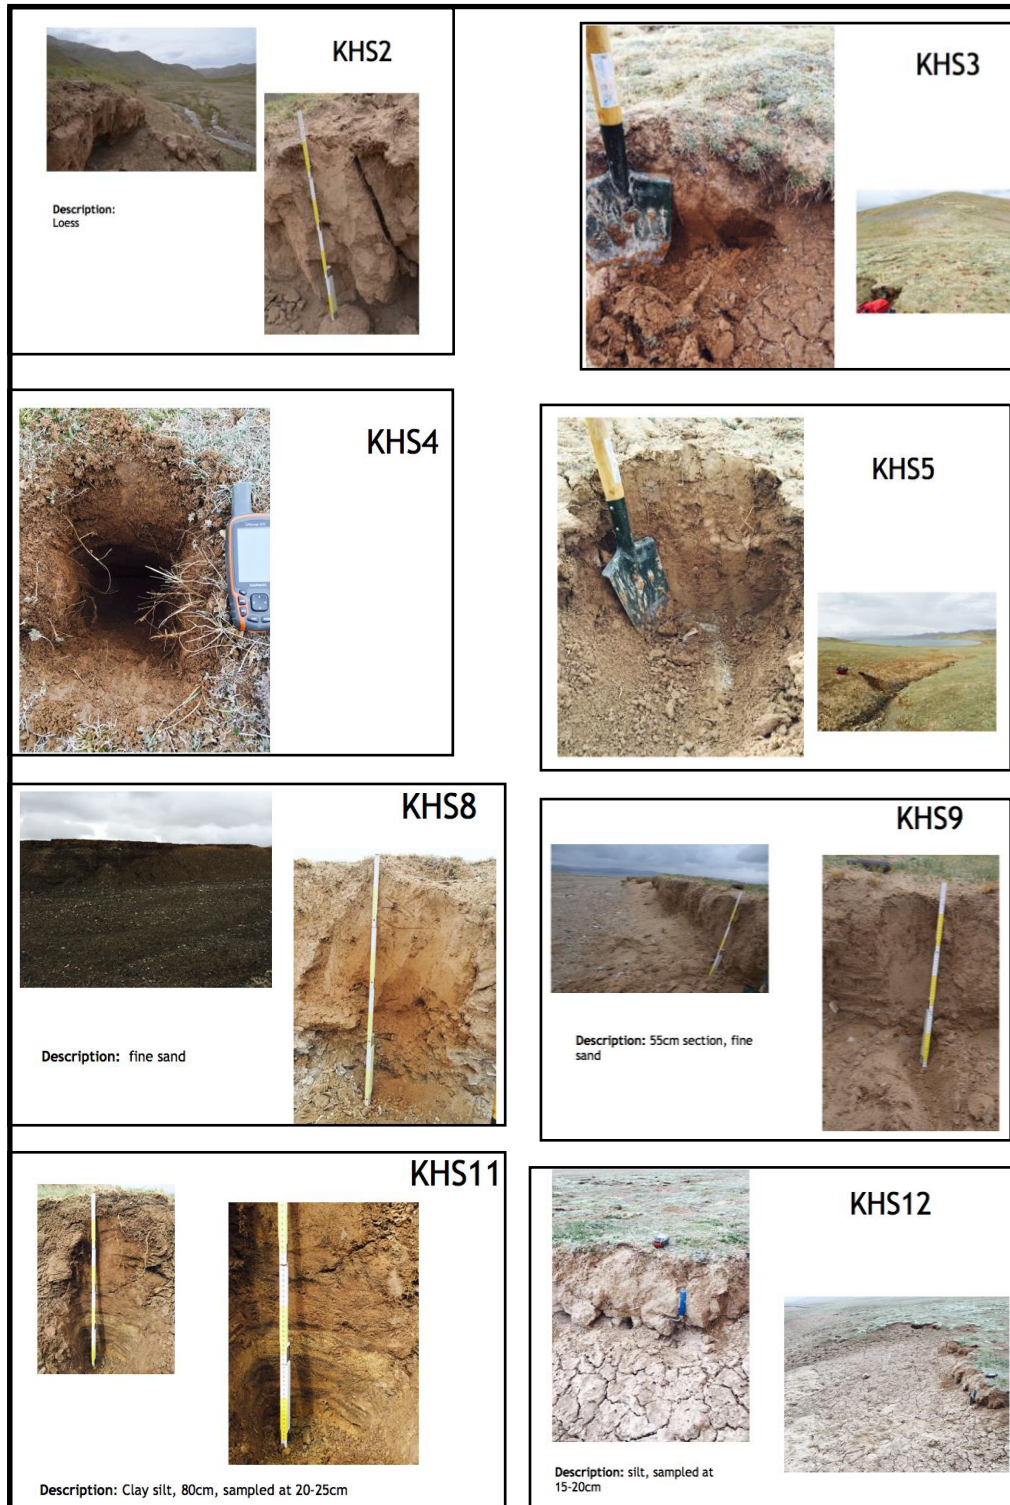 KHS2
Description:
Loess
KHS3
KHS4
KHS5
KHS8
Description: fine sand
KHS9
Description: 55cm section, fine
sand
KHS11
Description: Clay silt, 80cm, sampled at 20-25cm
KHS12
Description: silt, sampled at
15-20cm